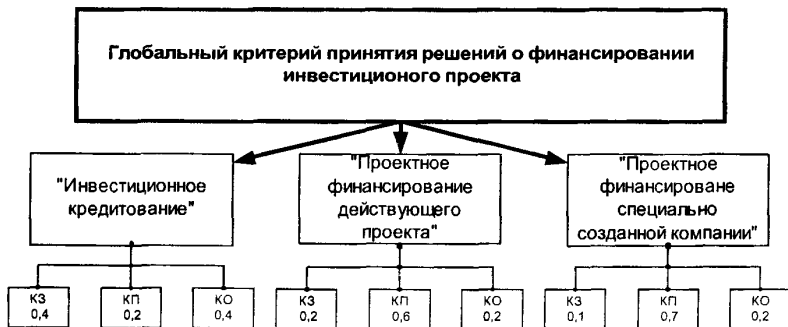 Глобальный критерий принятия решений о финансировании
инвестиционого проекта
"Инвестиционное
кредитование"
"Проектное
финансирование
действующего
проекта"
"Проектное
финансироване
специально
созданной компании"
КЗ
0,4
КП
0,2
КО
0,4
КЗ
0,2
КП
0,6
КО
0,2
КЗ
0,1
КП
0,7
КО
0,2